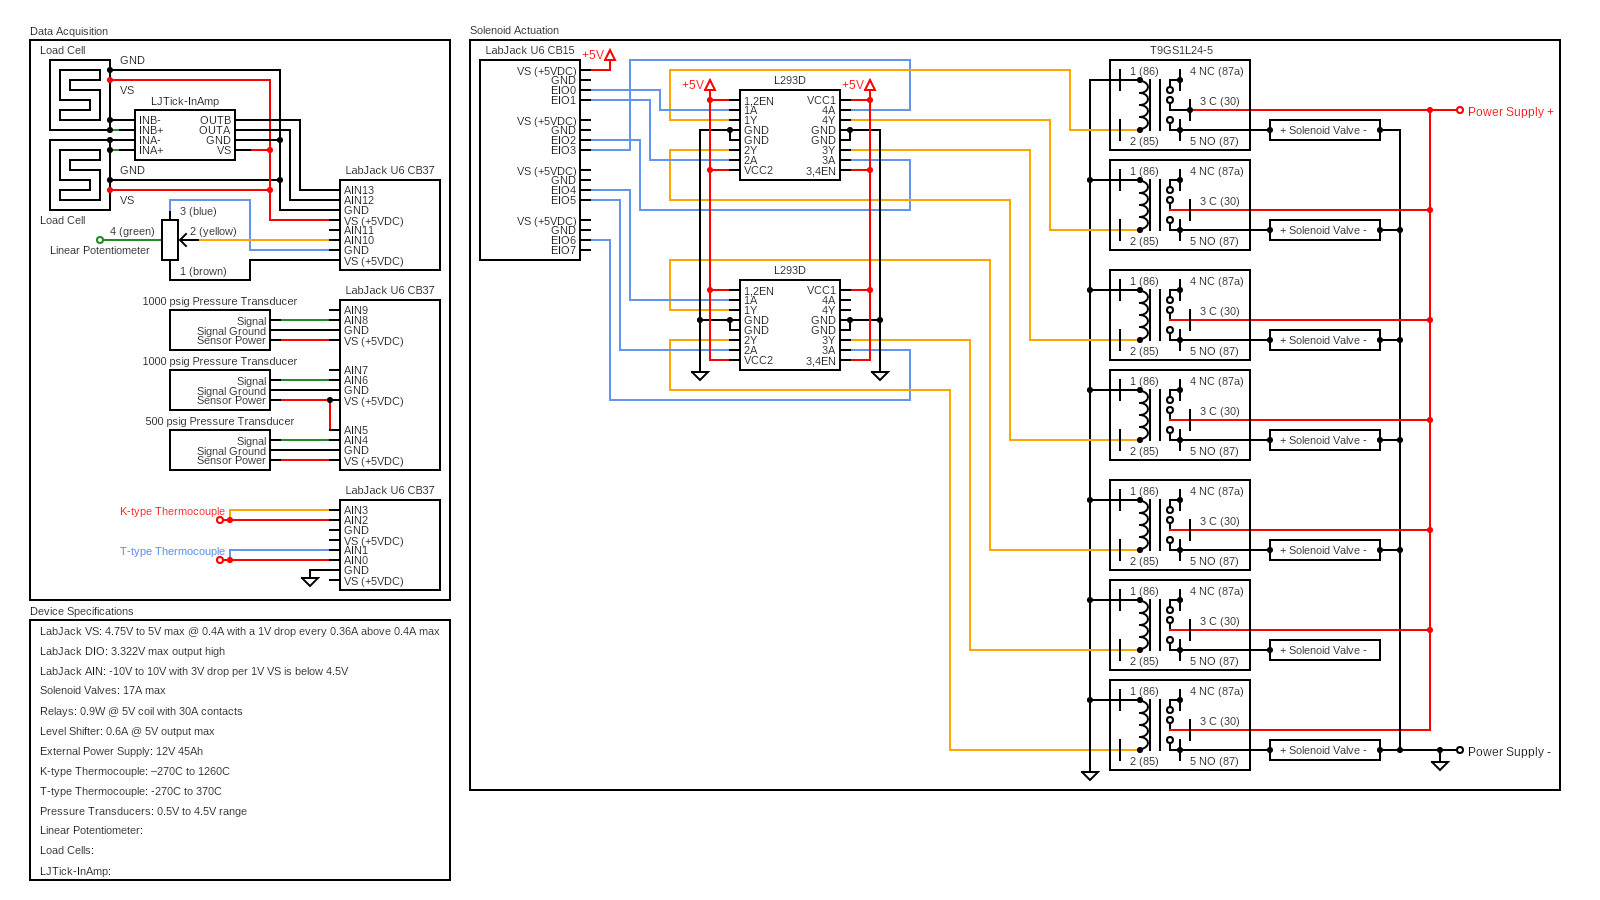 Data Acquisition
Load Cell
GND
VS
LJTick-InAmp
INB-
INB+
INA-
INA+
OUTB
OUTA
GND
VS
GND
VS
Load Cell
3 (blue)
4 (green)
2 (yellow)
Linear Potentiometer
1 (brown)
LabJack U6 CB37
AIN13
AIN12
GND
VS (+5VDC)
AIN11
AIN10
GND
VS (+5VDC)
1000 psig Pressure Transducer
Signal
Signal Ground
Sensor Power
LabJack U6 CB37
AIN9
AIN8
GND
VS (+5VDC)
1000 psig Pressure Transducer
Signal
Signal Ground
Sensor Power
AIN7
AIN6
GND
VS (+5VDC)
500 psig Pressure Transducer
Signal
Signal Ground
Sensor Power
AIN5
AIN4
GND
VS (+5VDC)
LabJack U6 CB37
K-type Thermocouple
AIN3
AIN2
GND
VS (+5VDC)
T-type Thermocouple
AIN1
AIN0
GND
VS (+5VDC)
Device Specifications
LabJack VS: 4.75V to 5V max @ 0.4A with a 1V drop every 0.36A above 0.4A max
LabJack DIO: 3.322V max output high
LabJack AIN: -10V to 10V with 3V drop per 1V VS is below 4.5V
Solenoid Valves: 17A max
Relays: 0.9W @ 5V coil with 30A contacts
Level Shifter: 0.6A @ 5V output max
External Power Supply: 12V 45Ah
K-type Thermocouple: –270C to 1260C
T-type Thermocouple: -270C to 370C
Pressure Transducers: 0.5V to 4.5V range
Linear Potentiometer:
Load Cells:
LJTick-InAmp:
Solenoid Actuation
LabJack U6 CB15
+5V
VS (+5VDC)
GND
EIO0
EIO1
VS (+5VDC)
GND
EIO2
EIO3
VS (+5VDC)
GND
EIO4
EIO5
VS (+5VDC)
GND
EIO6
EIO7
L293D
+5V
+5V
1,2EN
1A
1Y
GND
GND
2Y
2A
VCC2
VCC1
4A
4Y
GND
GND
3Y
3A
3,4EN
L293D
1,2EN
1A
1Y
GND
GND
2Y
2A
VCC2
VCC1
4A
4Y
GND
GND
3Y
3A
3,4EN
T9GS1L24-5
1 (86)
4 NC (87a)
3 C (30)
2 (85)
5 NO (87)
+ Solenoid Valve -
Power Supply +
1 (86)
4 NC (87a)
3 C (30)
2 (85)
5 NO (87)
+ Solenoid Valve -
1 (86)
4 NC (87a)
3 C (30)
2 (85)
5 NO (87)
+ Solenoid Valve -
1 (86)
4 NC (87a)
3 C (30)
2 (85)
5 NO (87)
+ Solenoid Valve -
1 (86)
4 NC (87a)
3 C (30)
2 (85)
5 NO (87)
+ Solenoid Valve -
1 (86)
4 NC (87a)
3 C (30)
2 (85)
5 NO (87)
+ Solenoid Valve -
1 (86)
4 NC (87a)
3 C (30)
2 (85)
5 NO (87)
+ Solenoid Valve -
Power Supply -